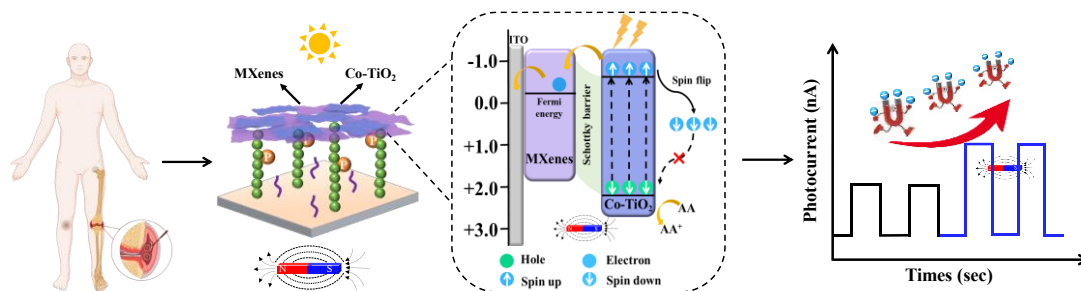 MXenes
Co-TiO₂
P
P
P
N
S
ITO
-1.0
0.0
+1.0
+2.0
+3.0
Fermi
energy
MXenes
Schottky barrier
Spin flip
Co-TiO₂
AA
AA⁺
Hole
Electron
Spin up
Spin down
Photocurrent (nA)
Times (sec)